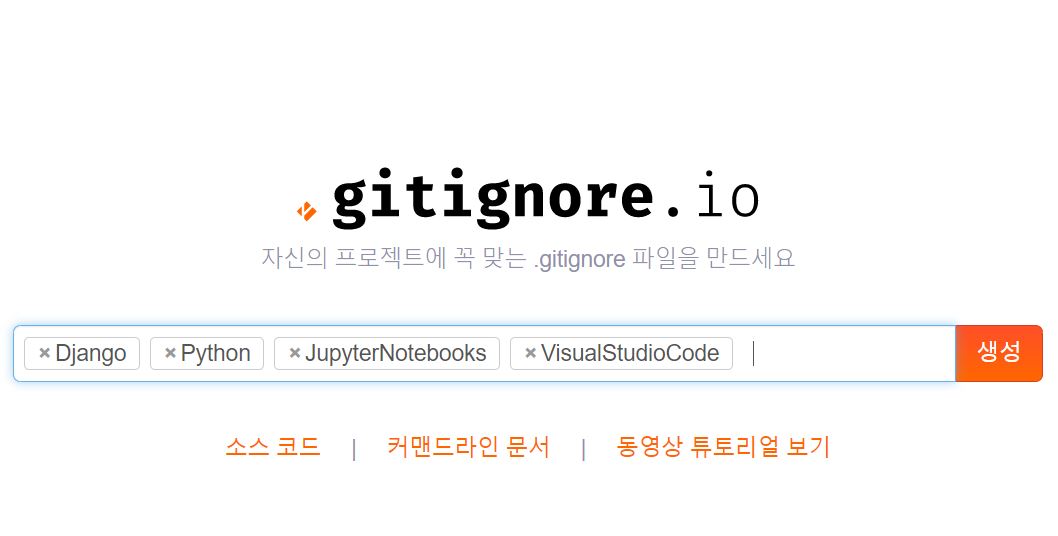 gitignore.io
자신의 프로젝트에 꼭 맞는 .gitignore 파일을 만드세요
×Django ×Python ×JupyterNotebooks ×VisualStudioCode 생성
소스 코드 | 커맨드라인 문서 | 동영상 튜토리얼 보기